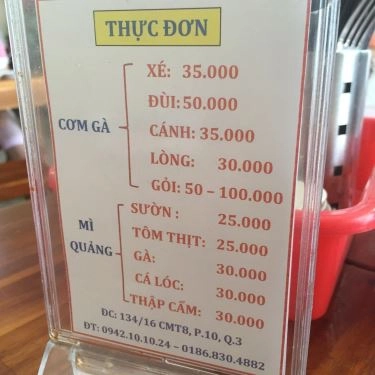 THỰC ĐƠN
CƠM GÀ
XÉ: 35.000
ĐÙI: 50.000
CÁNH: 35.000
LÒNG: 30.000
GỎI: 50 – 100.000
MÌ QUẢNG
SƯỜN : 25.000
TÔM THỊT: 25.000
GÀ: 30.000
CÁ LÓC: 30.000
THẬP CẨM: 30.000
ĐC: 134/16 CMT8, P.10, Q.3
ĐT: 0942.10.10.24 – 0186.830.4882